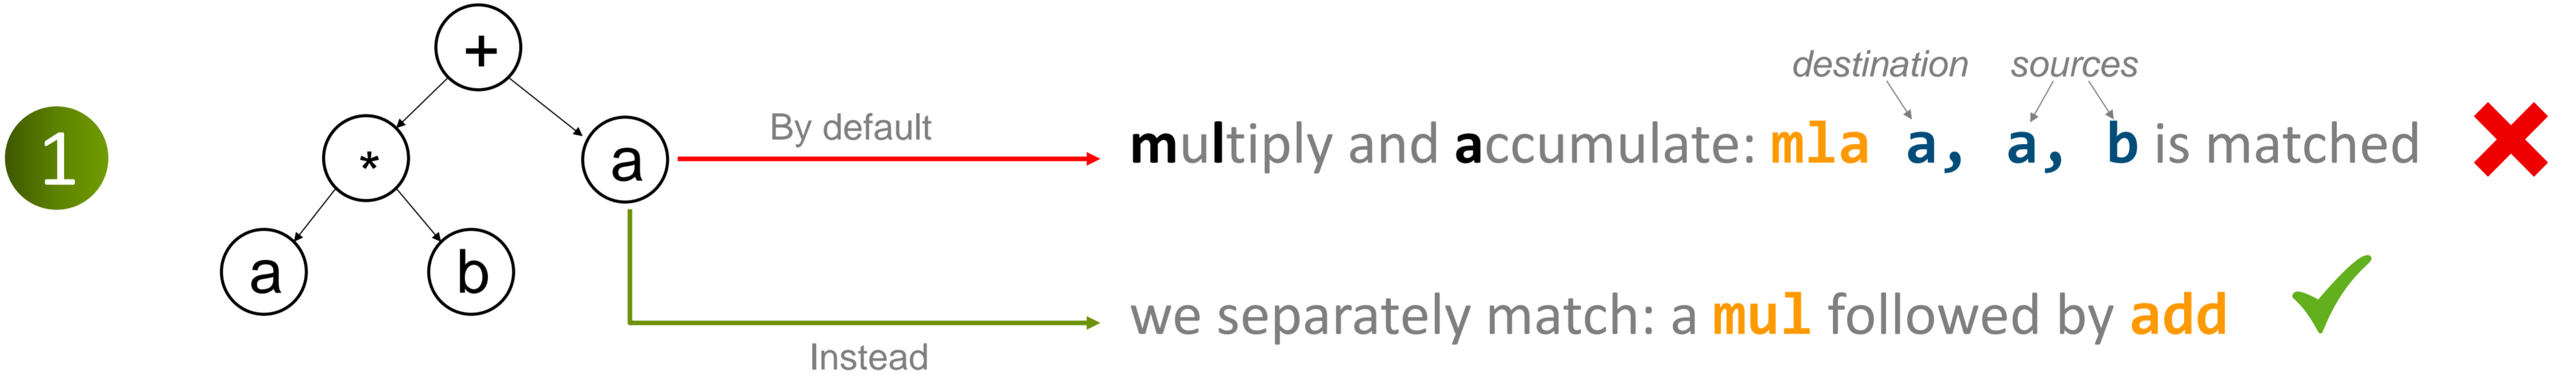 1
+
*
a
a
b
By default
destination
sources
multiply and accumulate: mla a, a, b is matched
we separately match: a mul followed by add
Instead